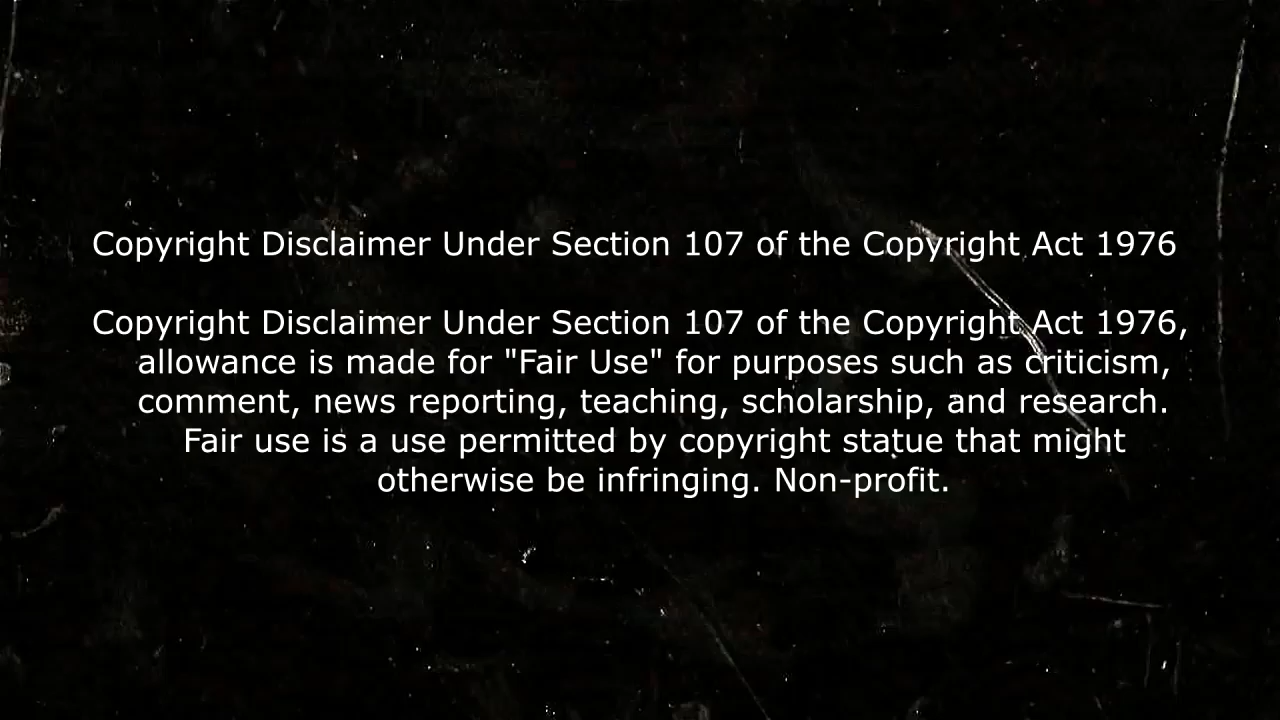 Copyright Disclaimer Under Section 107 of the Copyright Act 1976
Copyright Disclaimer Under Section 107 of the Copyright Act 1976,
allowance is made for "Fair Use" for purposes such as criticism,
comment, news reporting, teaching, scholarship, and research.
Fair use is a use permitted by copyright statue that might
otherwise be infringing. Non-profit.